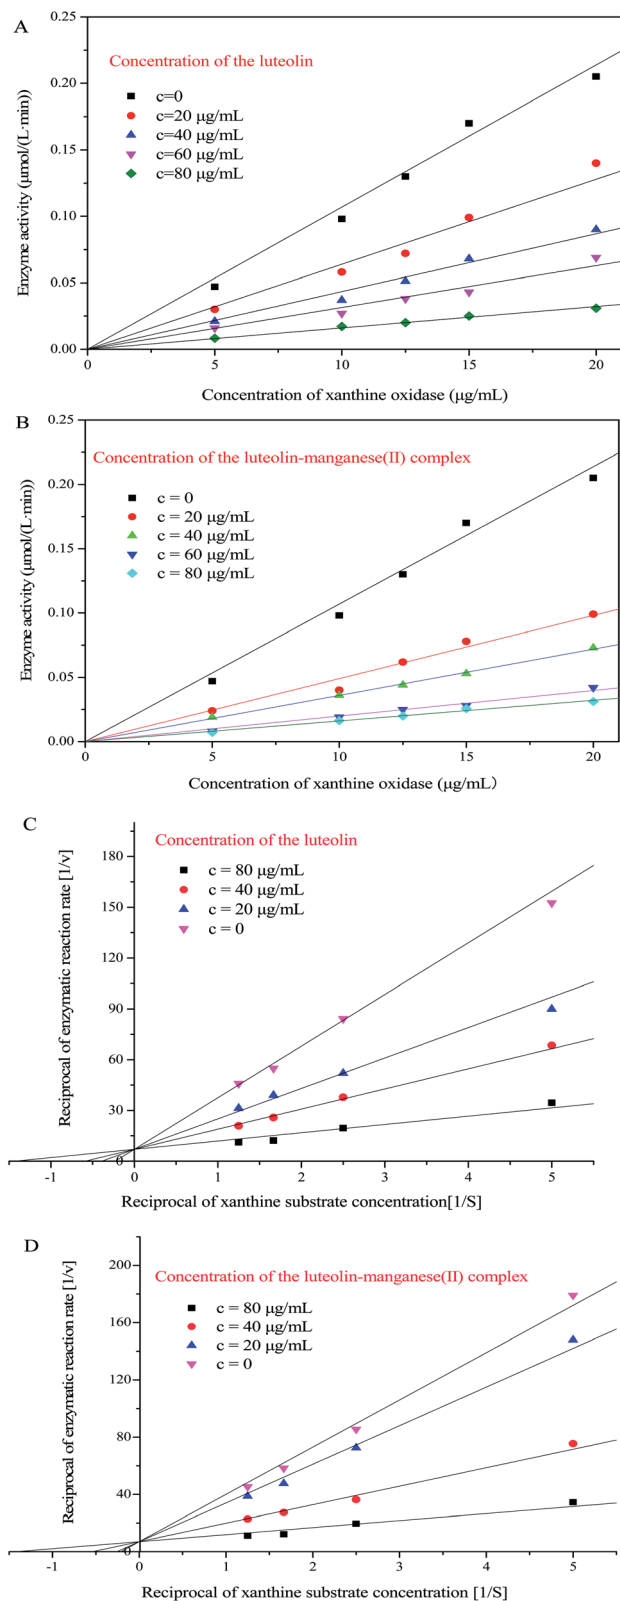 A
0.25
0.20
0.15
0.10
0.05
0.00
Enzyme activity (μmol/(L·min))
Concentration of the luteolin
c=0
c=20 μg/mL
c=40 μg/mL
c=60 μg/mL
c=80 μg/mL
0 5 10 15 20
Concentration of xanthine oxidase (μg/mL)
B
0.25
0.20
0.15
0.10
0.05
0.00
Enzyme activity (μmol/(L·min))
Concentration of the luteolin-manganese(II) complex
c = 0
c = 20 μg/mL
c = 40 μg/mL
c = 60 μg/mL
c = 80 μg/mL
0 5 10 15 20
Concentration of xanthine oxidase (μg/mL)
C
180
150
120
90
60
30
0
Reciprocal of enzymatic reaction rate [1/v]
Concentration of the luteolin
c = 80 μg/mL
c = 40 μg/mL
c = 20 μg/mL
c = 0
-1 0 1 2 3 4 5
Reciprocal of xanthine substrate concentration[1/S]
D
200
160
120
80
40
0
Reciprocal of enzymatic reaction rate [1/v]
Concentration of the luteolin-manganese(II) complex
c = 80 μg/mL
c = 40 μg/mL
c = 20 μg/mL
c = 0
-1 0 1 2 3 4 5
Reciprocal of xanthine substrate concentration [1/S]